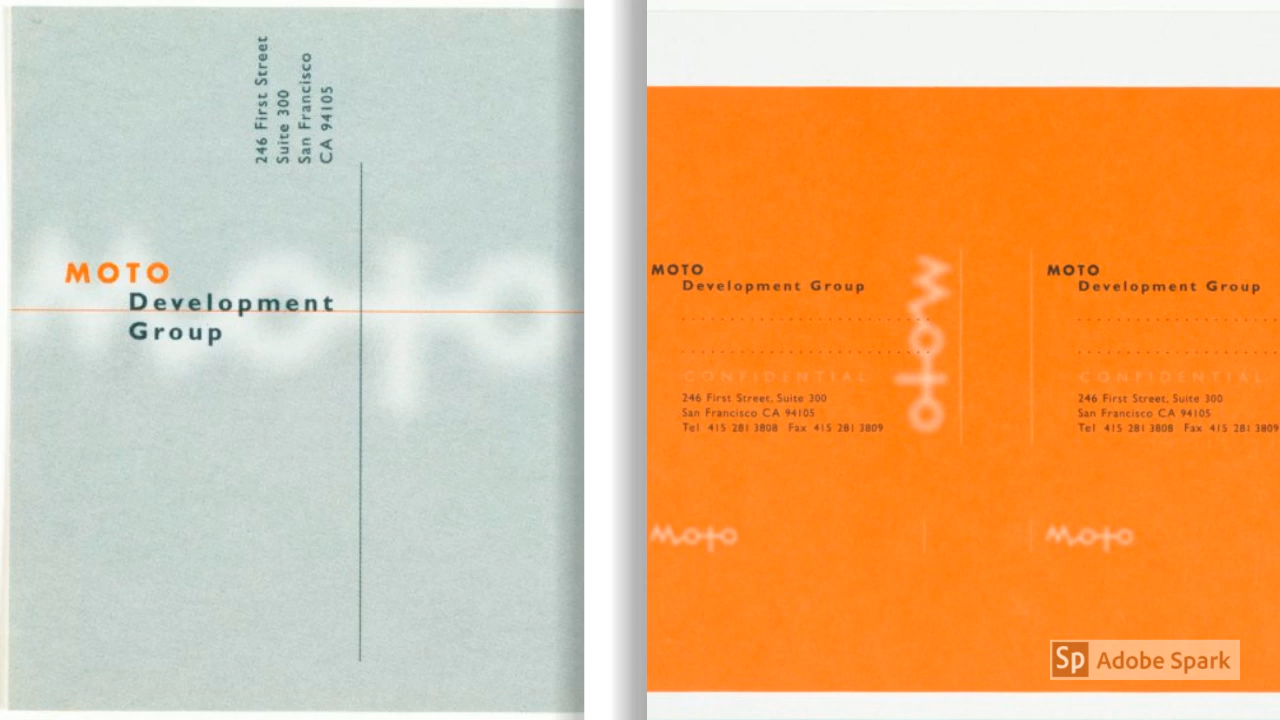 246 First Street
Suite 300
San Francisco
CA 94105
Moto
MOTO
Development
Group
MOTO
Development Group
CONFIDENTIAL
246 First Street, Suite 300
San Francisco CA 94105
Tel 415 281 3808 Fax 415 281 3809
Moto
Moto
MOTO
Development Group
CONFIDENTIAL
246 First Street, Suite 300
San Francisco CA 94105
Tel 415 281 3808 Fax 415 281 3809
Moto
Sp Adobe Spark